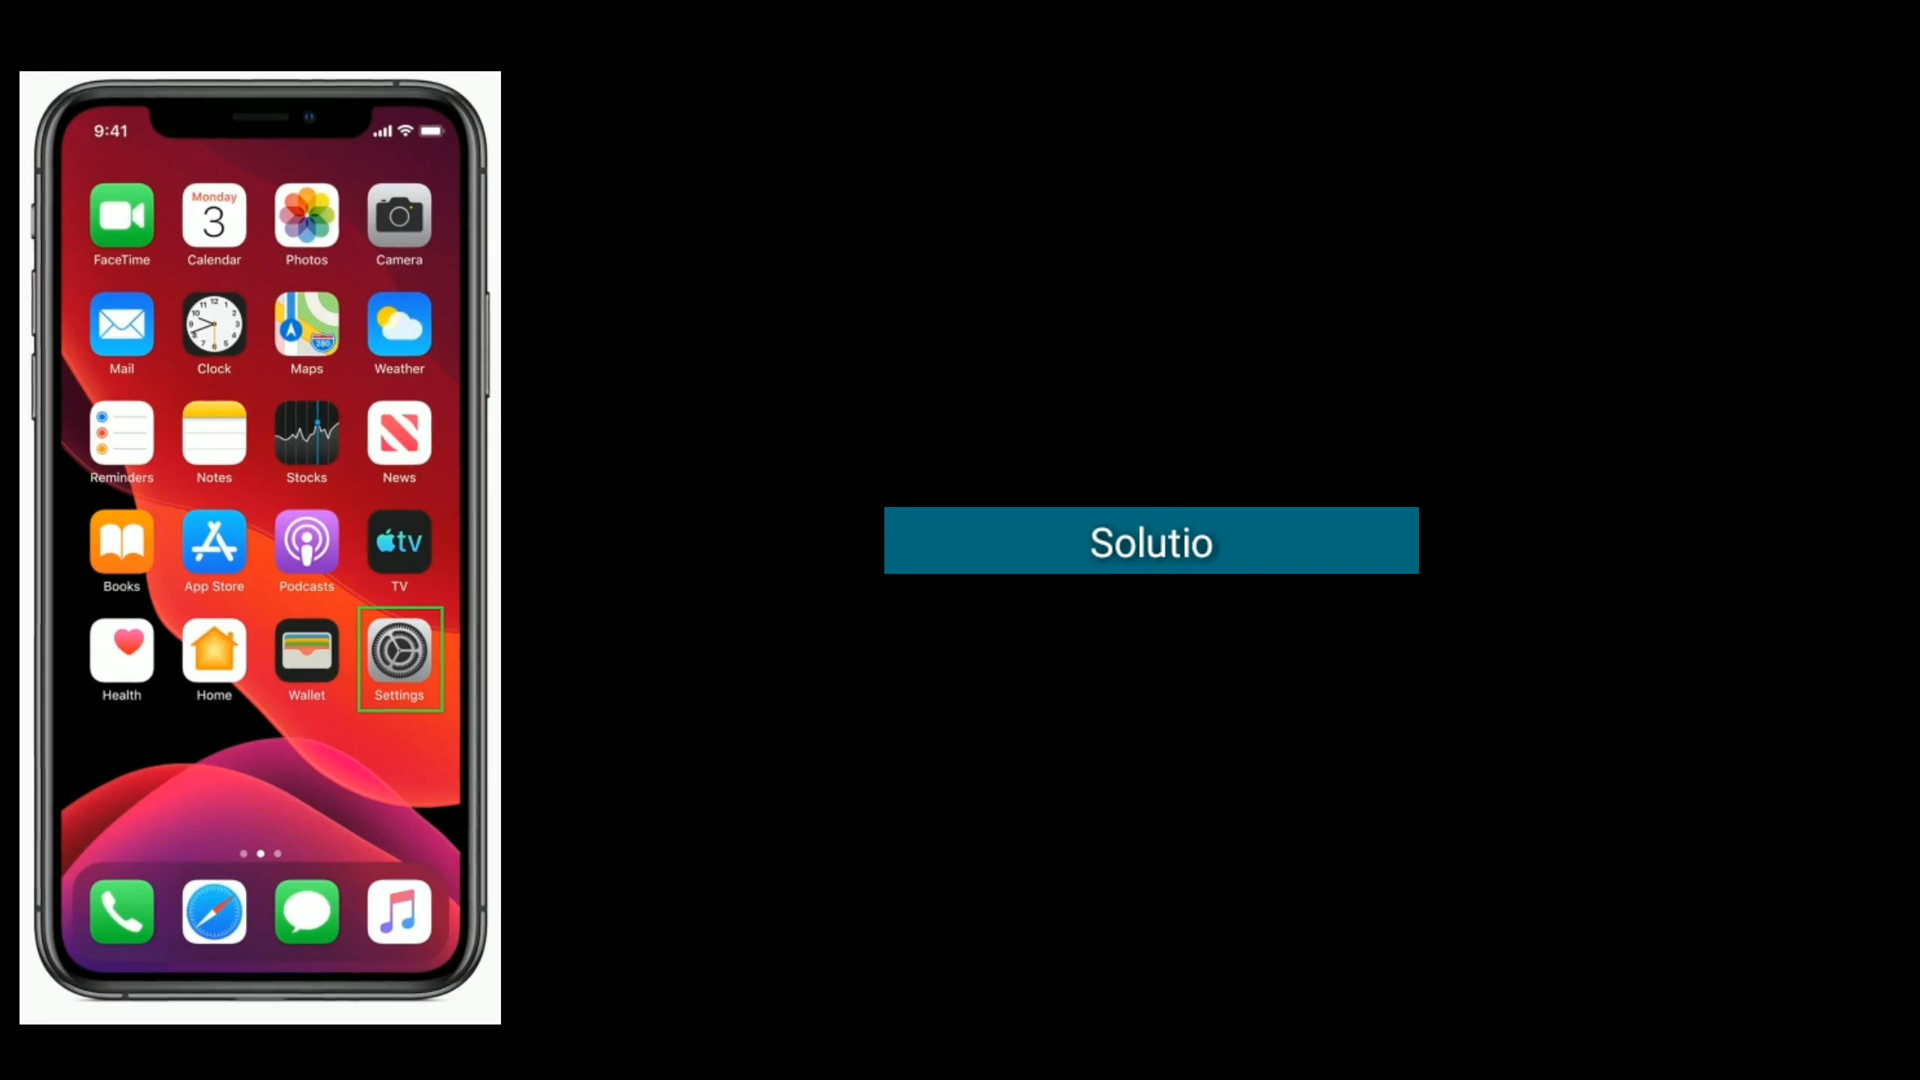 9:41
Monday
3
FaceTime Calendar Photos Camera
280
Mail Clock Maps Weather
Reminders Notes Stocks News
tv
Books App Store Podcasts TV
Health Home Wallet Settings
Solutio